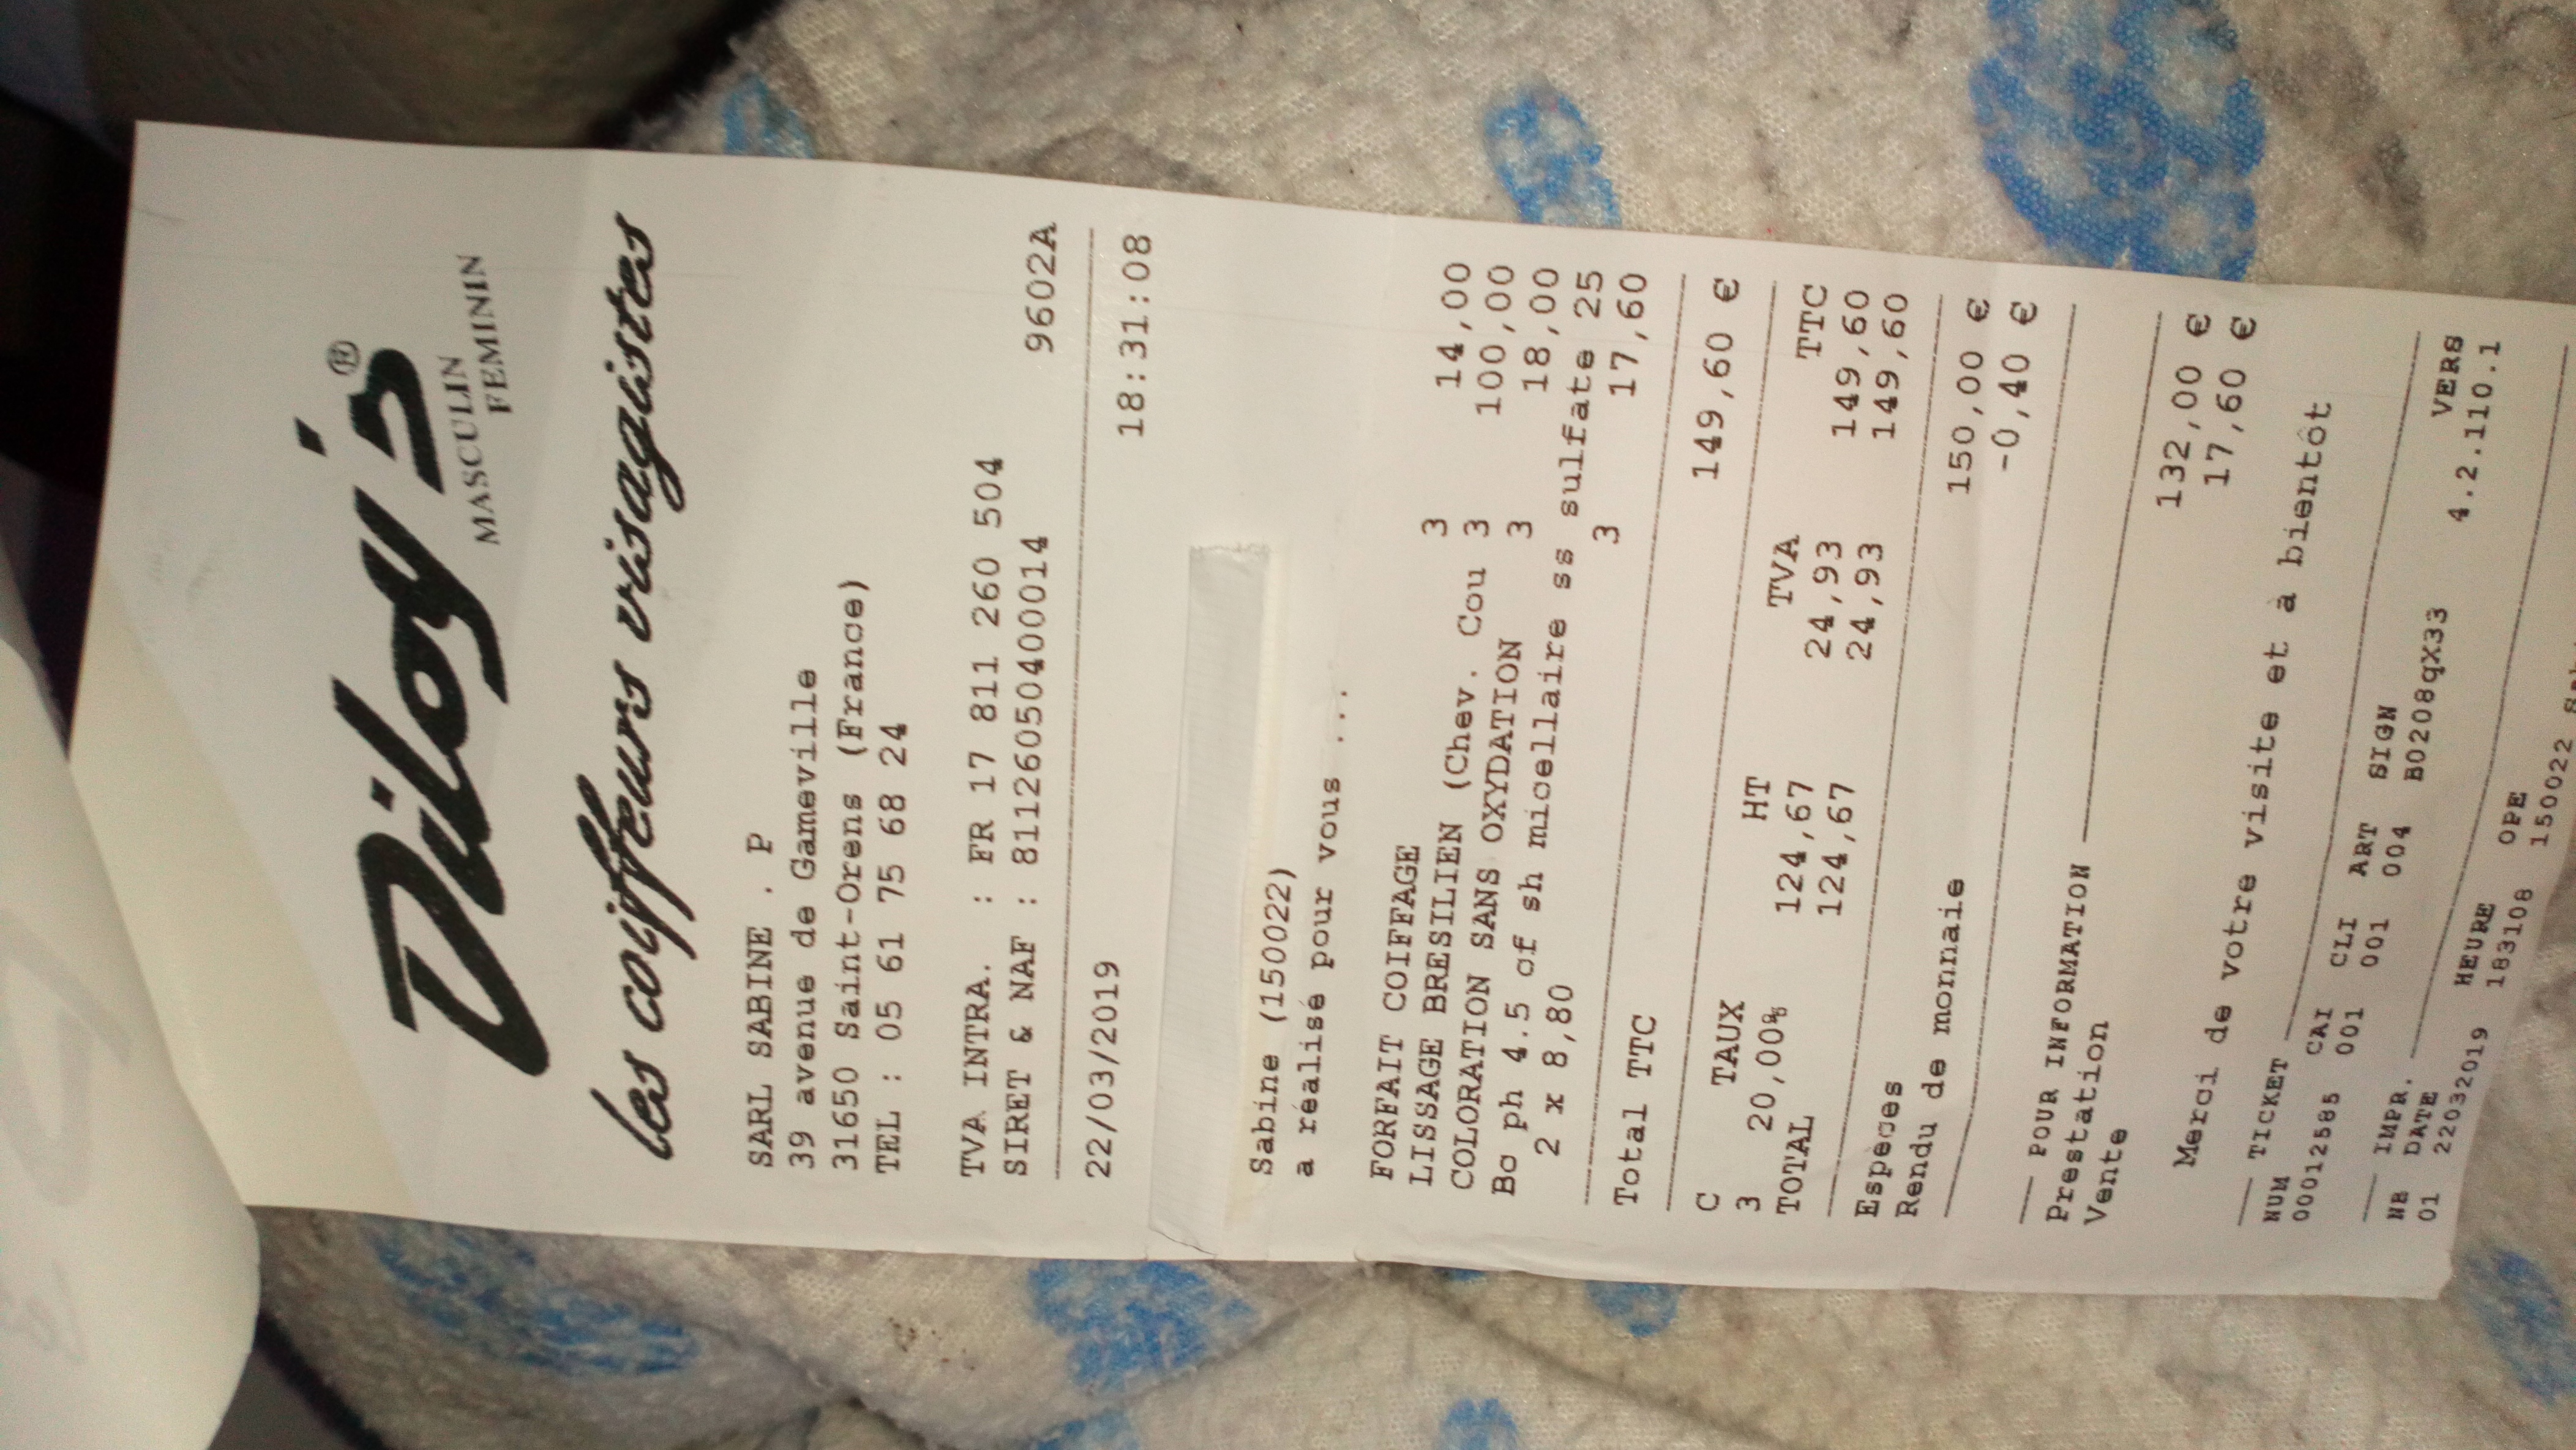 Diloy's®
MASCULIN
FEMININ
les coiffeurs visagistes
SARL SABINE . P
39 avenue de Gameville
31650 Saint-Orens (France)
TEL : 05 61 75 68 24
TVA INTRA. : FR 17 811 260 504
SIRET & NAF : 81126050400014 9602A
22/03/2019 18:31:08
Sabine (150022)
a réalisé pour vous ...
FORFAIT COIFFAGE 3 14,00
LISSAGE BRESILIEN (Chev. Cou 3 100,00
COLORATION SANS OXYDATION 3 18,00
Bc ph 4.5 cf sh micellaire ss sulfate 25
2 x 8,80 3 17,60
Total TTC 149,60 €
C TAUX HT TVA TTC
3 20,00% 124,67 24,93 149,60
TOTAL 124,67 24,93 149,60
Especes 150,00 €
Rendu de monnaie -0,40 €
POUR INFORMATION
Prestation 132,00 €
Vente 17,60 €
Merci de votre visite et à bientôt
TICKET
NUM CAI CLI ART SIGN VERS
00012585 001 001 004 B0208qX33 4.2.110.1
IMPR.
NB DATE HEURE OPE
01 22032019 183108 150022